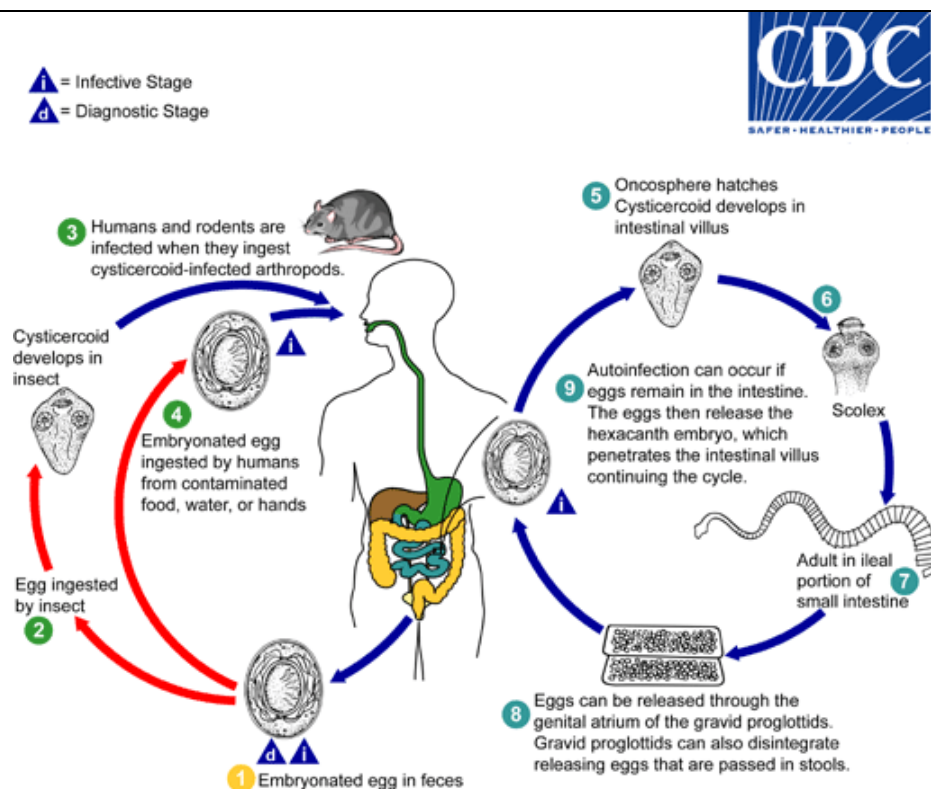 CDC
SAFER • HEALTHIER • PEOPLE
i = Infective Stage
d = Diagnostic Stage
3 Humans and rodents are
infected when they ingest
cysticercoid-infected arthropods.
Cysticercoid
develops in
insect
i
4
Embryonated egg
ingested by humans
from contaminated
food, water, or hands
Egg ingested
by insect
2
d i
1 Embryonated egg in feces
5 Oncosphere hatches
Cysticercoid develops in
intestinal villus
6
Scolex
9 Autoinfection can occur if
eggs remain in the intestine.
The eggs then release the
hexacanth embryo, which
penetrates the intestinal villus
continuing the cycle.
i
Adult in ileal
portion of
small intestine
7
8 Eggs can be released through the
genital atrium of the gravid proglottids.
Gravid proglottids can also disintegrate
releasing eggs that are passed in stools.